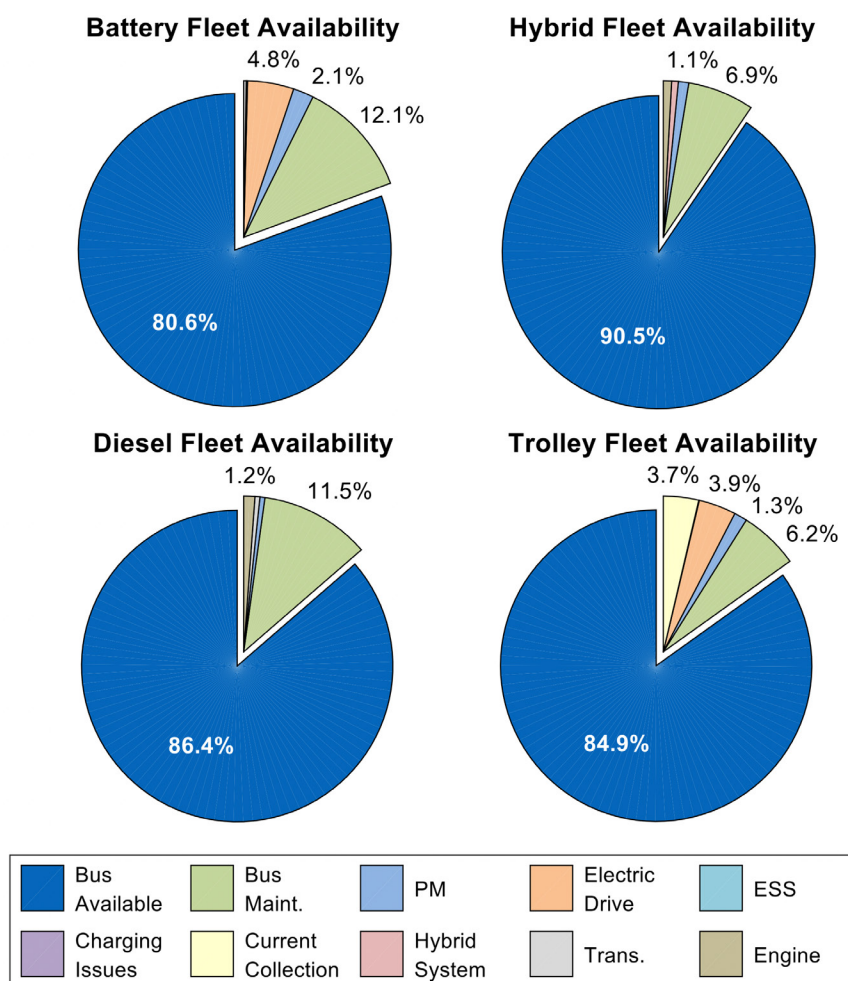 Battery Fleet Availability
4.8%
2.1%
12.1%
80.6%
Hybrid Fleet Availability
1.1%
6.9%
90.5%
Diesel Fleet Availability
1.2%
11.5%
86.4%
Trolley Fleet Availability
3.7%
3.9%
1.3%
6.2%
84.9%
Bus
Available
Bus
Maint.
PM
Electric
Drive
ESS
Charging
Issues
Current
Collection
Hybrid
System
Trans.
Engine